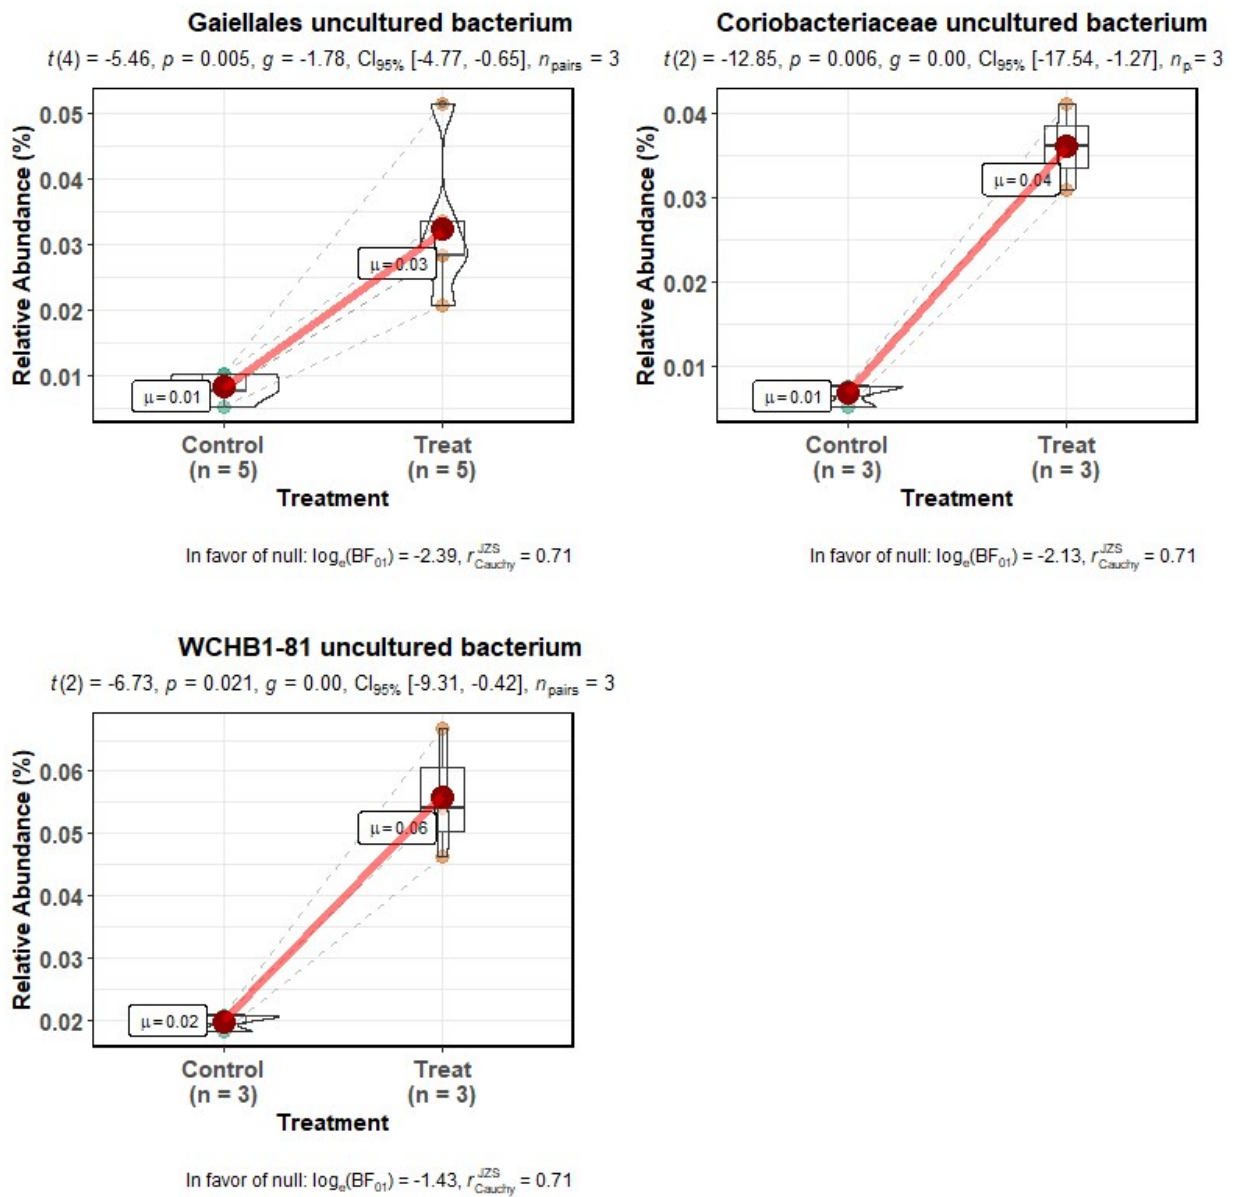 Gaiellales uncultured bacterium
t(4) = -5.46, p = 0.005, g = -1.78, CI95% [-4.77, -0.65], npairs = 3
Relative Abundance (%)
0.05
0.04
0.03
0.02
0.01
μ = 0.03
μ = 0.01
Control
(n = 5)
Treat
(n = 5)
Treatment
In favor of null: loge(BF01) = -2.39, rJZSCauchy = 0.71
Coriobacteriaceae uncultured bacterium
t(2) = -12.85, p = 0.006, g = 0.00, CI95% [-17.54, -1.27], np = 3
Relative Abundance (%)
0.04
0.03
0.02
0.01
μ = 0.04
μ = 0.01
Control
(n = 3)
Treat
(n = 3)
Treatment
In favor of null: loge(BF01) = -2.13, rJZSCauchy = 0.71
WCHB1-81 uncultured bacterium
t(2) = -6.73, p = 0.021, g = 0.00, CI95% [-9.31, -0.42], npairs = 3
Relative Abundance (%)
0.06
0.05
0.04
0.03
0.02
μ = 0.06
μ = 0.02
Control
(n = 3)
Treat
(n = 3)
Treatment
In favor of null: loge(BF01) = -1.43, rJZSCauchy = 0.71